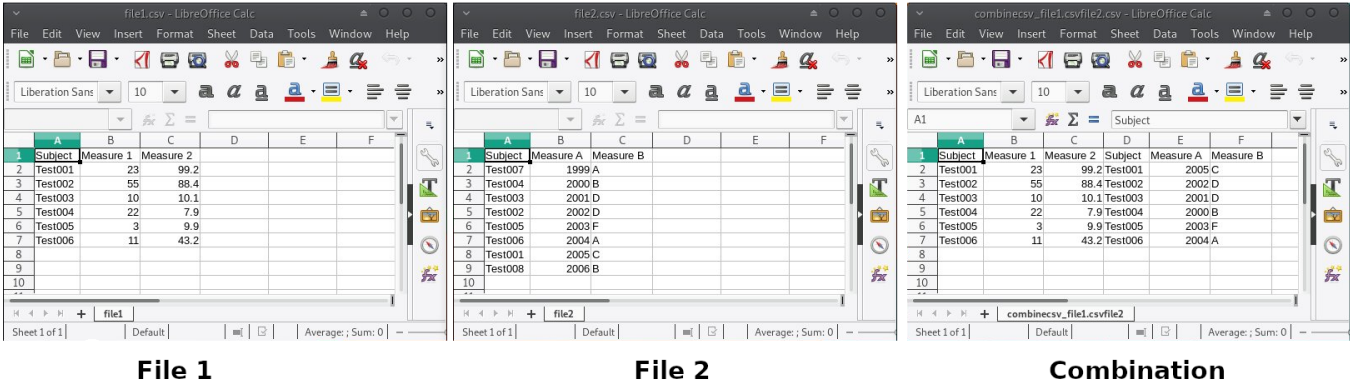 file1.csv - LibreOffice Calc
File Edit View Insert Format Sheet Data Tools Window Help
Liberation Sans 10
A B C D E F
1 Subject Measure 1 Measure 2
2 Test001 23 99.2
3 Test002 55 88.4
4 Test003 10 10.1
5 Test004 22 7.9
6 Test005 3 9.9
7 Test006 11 43.2
8
9
10
file1
Sheet 1 of 1 Default Average: ; Sum: 0
File 1
file2.csv - LibreOffice Calc
File Edit View Insert Format Sheet Data Tools Window Help
Liberation Sans 10
A B C D E F
1 Subject Measure A Measure B
2 Test007 1999 A
3 Test004 2000 B
4 Test003 2001 D
5 Test002 2002 D
6 Test005 2003 F
7 Test006 2004 A
8 Test001 2005 C
9 Test008 2006 B
10
file2
Sheet 1 of 1 Default Average: ; Sum: 0
File 2
combinecsv_file1.csvfile2.csv - LibreOffice Calc
File Edit View Insert Format Sheet Data Tools Window Help
Liberation Sans 10
A1 Subject
A B C D E F
1 Subject Measure 1 Measure 2 Subject Measure A Measure B
2 Test001 23 99.2 Test001 2005 C
3 Test002 55 88.4 Test002 2002 D
4 Test003 10 10.1 Test003 2001 D
5 Test004 22 7.9 Test004 2000 B
6 Test005 3 9.9 Test005 2003 F
7 Test006 11 43.2 Test006 2004 A
8
9
10
combinecsv_file1.csvfile2
Sheet 1 of 1 Default Average: ; Sum: 0
Combination